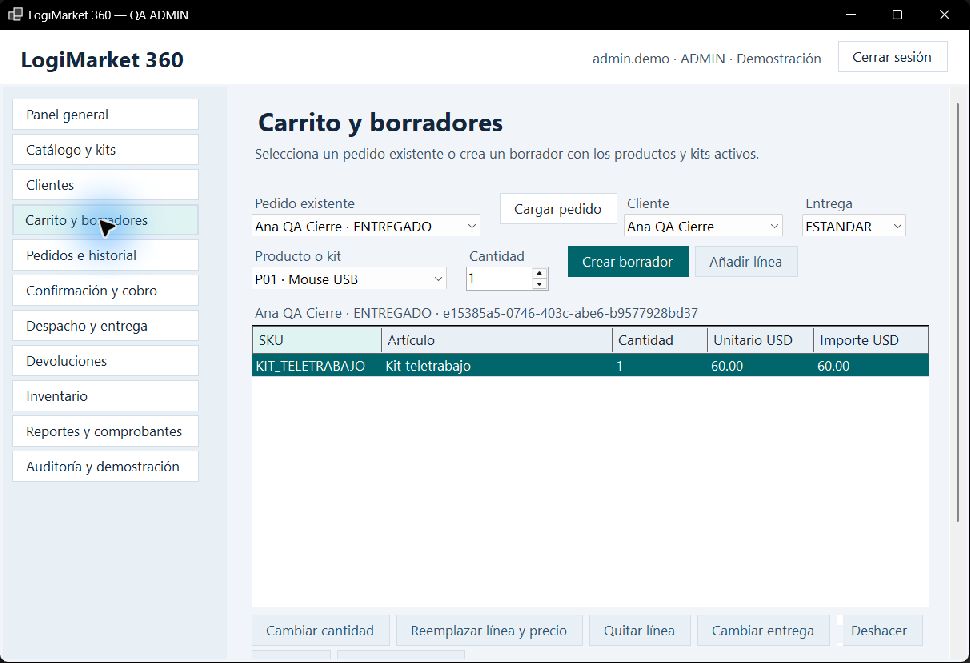 LogiMarket 360 — QA ADMIN
LogiMarket 360
admin.demo · ADMIN · Demostración
Cerrar sesión
Panel general
Catálogo y kits
Clientes
Carrito y borradores
Pedidos e historial
Confirmación y cobro
Despacho y entrega
Devoluciones
Inventario
Reportes y comprobantes
Auditoría y demostración
Carrito y borradores
Selecciona un pedido existente o crea un borrador con los productos y kits activos.
Pedido existente
Cargar pedido
Cliente
Entrega
Ana QA Cierre · ENTREGADO
Ana QA Cierre
ESTANDAR
Producto o kit
Cantidad
Crear borrador
Añadir línea
P01 · Mouse USB
1
Ana QA Cierre · ENTREGADO · e15385a5-0746-403c-abe6-b9577928bd37
SKU Artículo Cantidad Unitario USD Importe USD
KIT_TELETRABAJO Kit teletrabajo 1 60.00 60.00
Cambiar cantidad
Reemplazar línea y precio
Quitar línea
Cambiar entrega
Deshacer